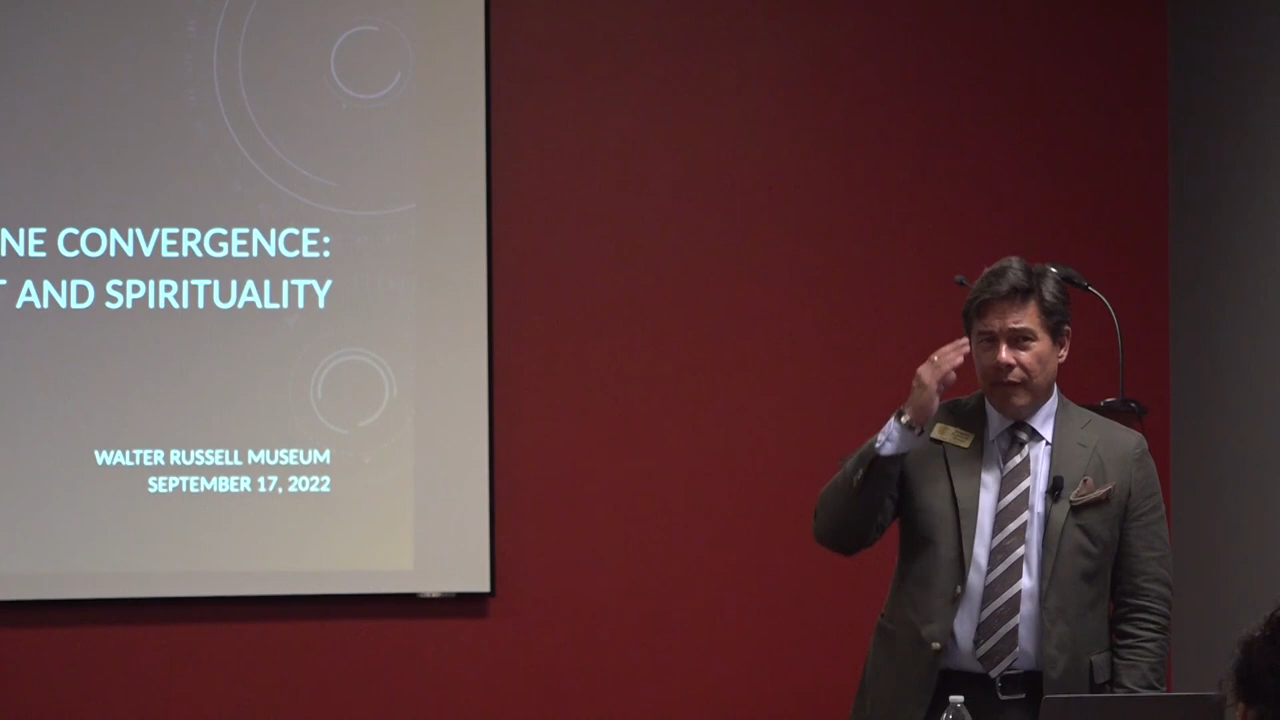 NE CONVERGENCE:
AND SPIRITUALITY
WALTER RUSSELL MUSEUM
SEPTEMBER 17, 2022